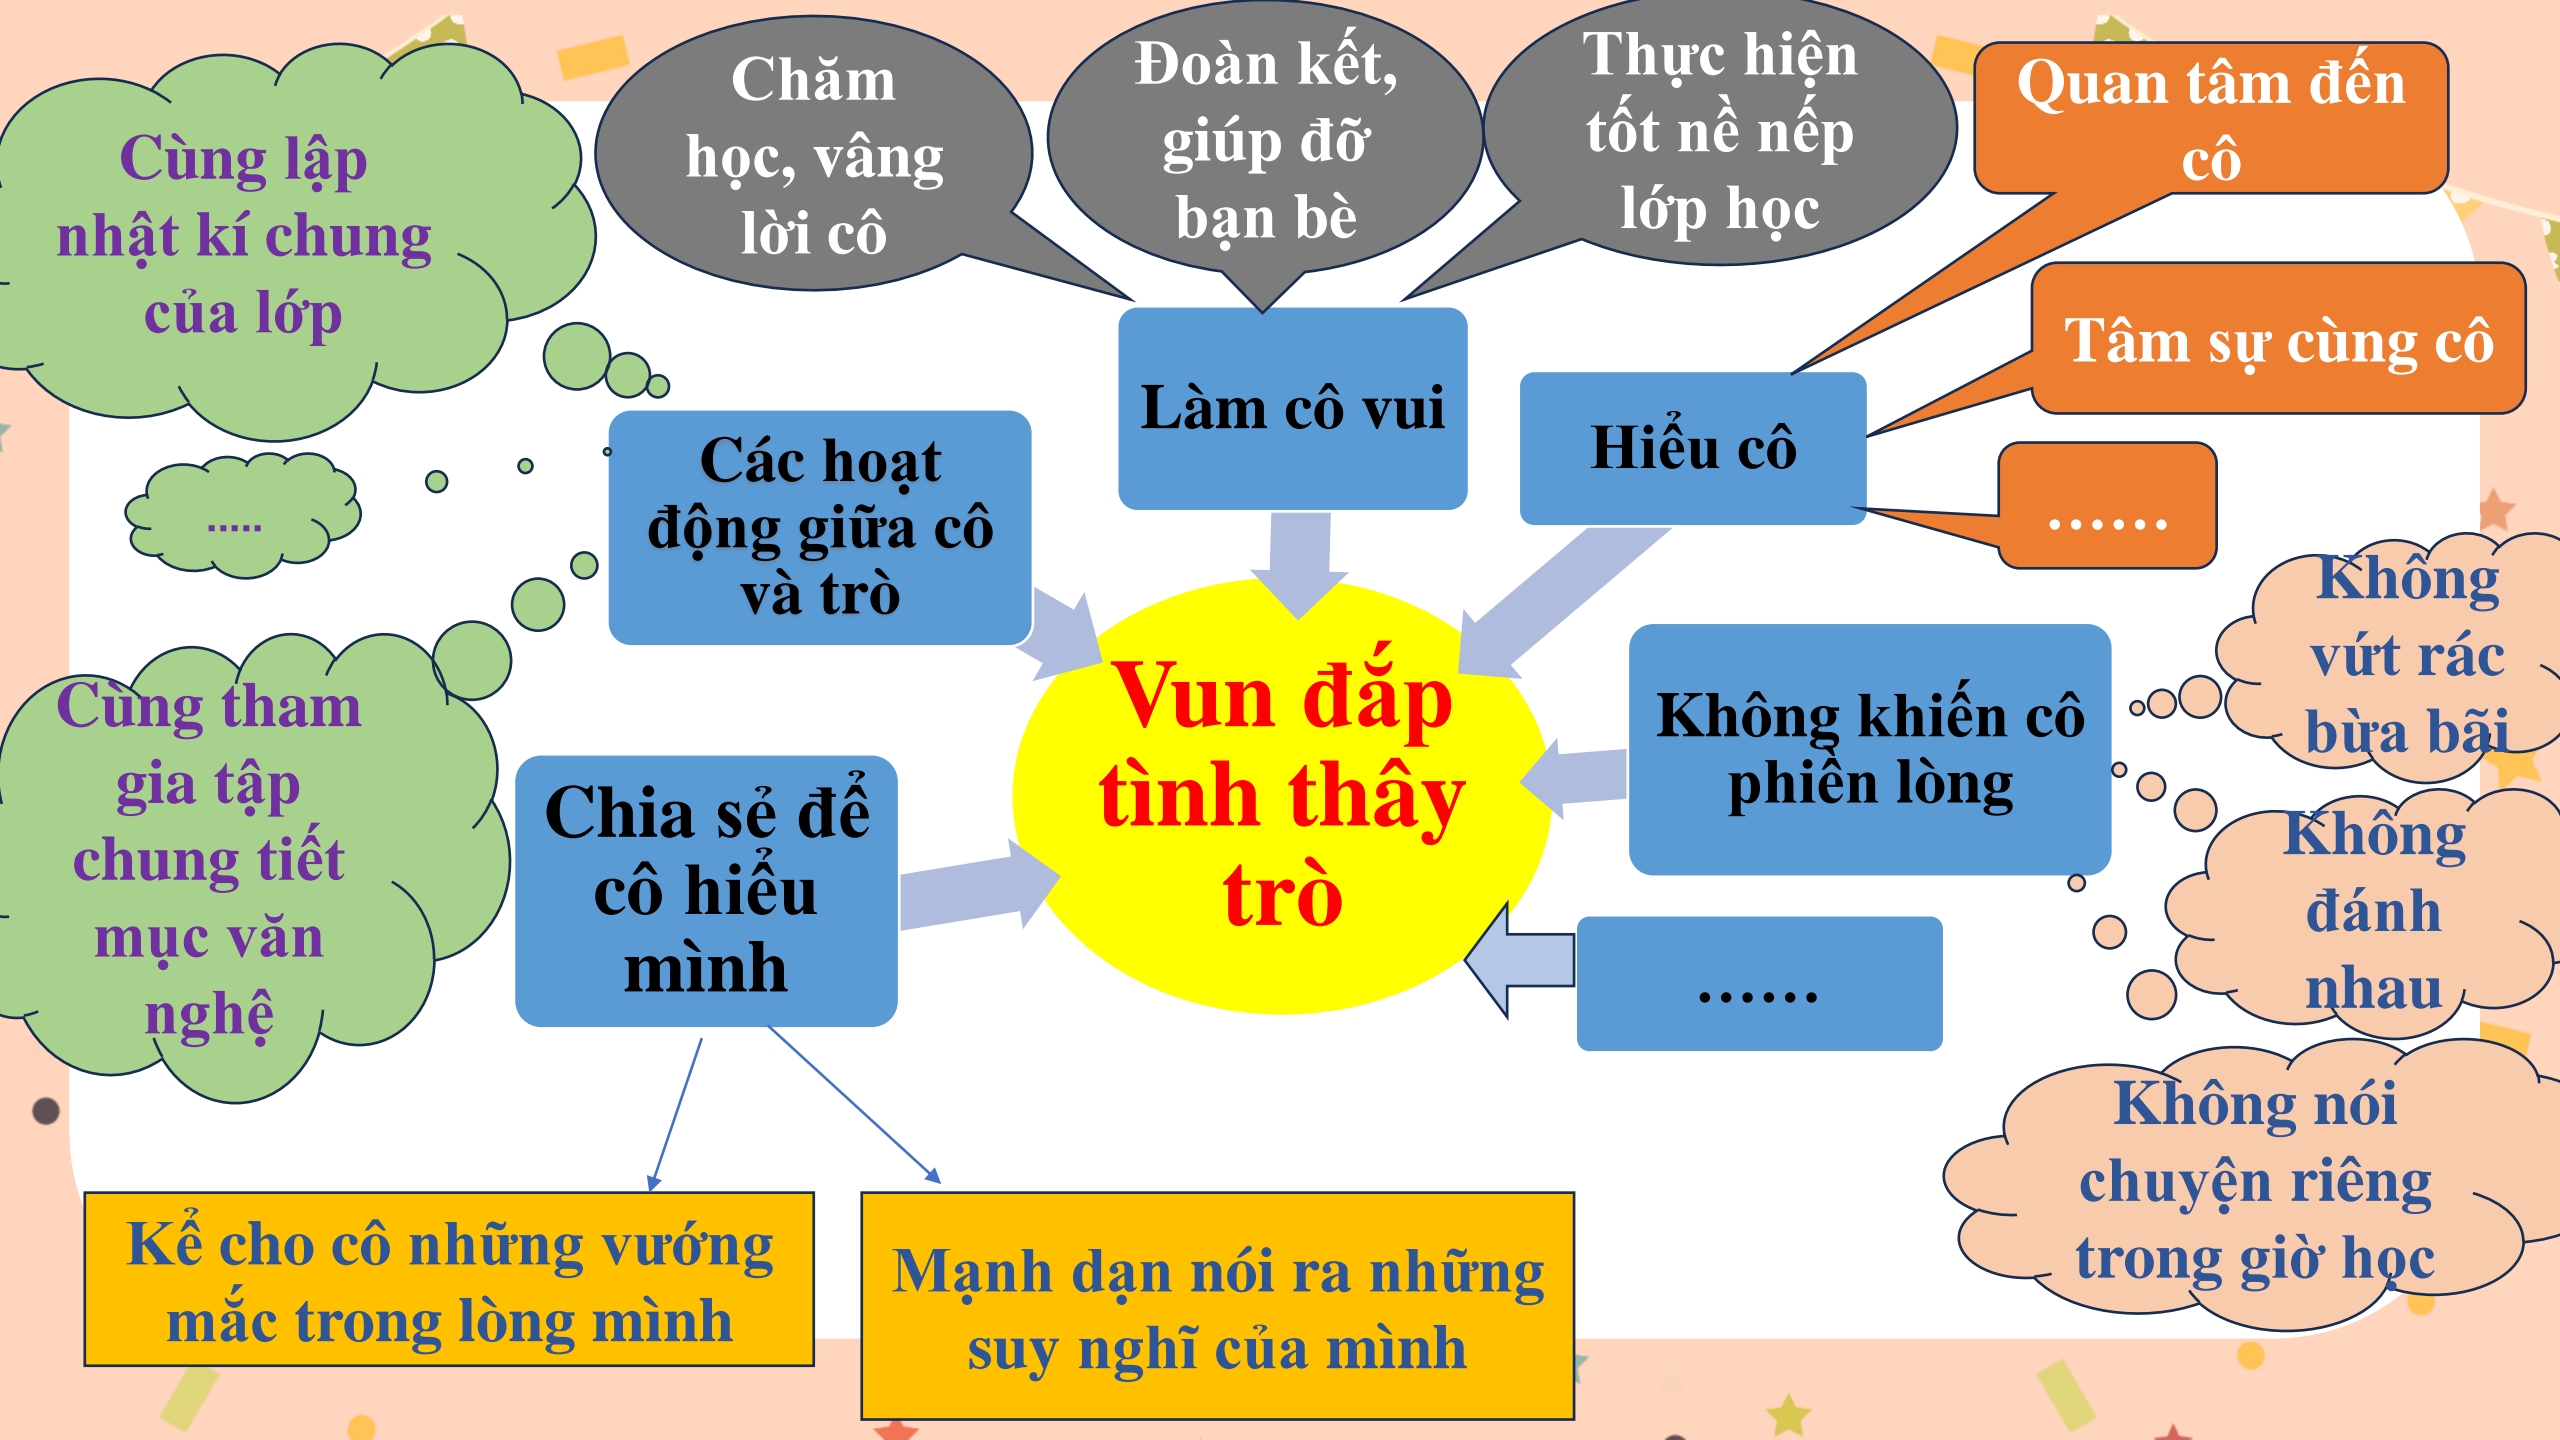 Cùng lập
nhật kí chung
của lớp
Chăm
học, vâng
lời cô
Đoàn kết,
giúp đỡ
bạn bè
Thực hiện
tốt nề nếp
lớp học
Quan tâm đến
cô
Tâm sự cùng cô
......
Làm cô vui
Hiểu cô
Các hoạt
động giữa cô
và trò
.....
Cùng tham
gia tập
chung tiết
mục văn
nghệ
Chia sẻ để
cô hiểu
mình
Vun đắp
tình thây
trò
Không khiến cô
phiền lòng
......
Không
vứt rác
bừa bãi
Không
đánh
nhau
Không nói
chuyện riêng
trong giờ học
Kể cho cô những vướng
mắc trong lòng mình
Mạnh dạn nói ra những
suy nghĩ của mình